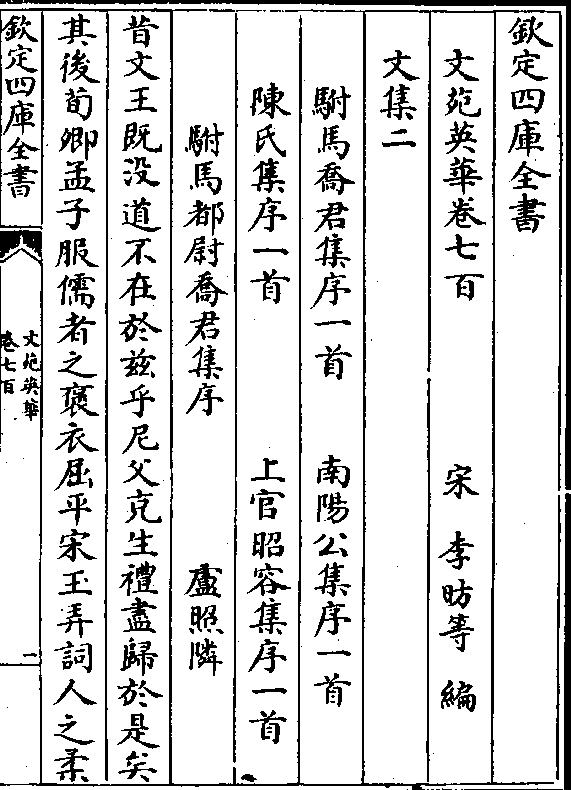 欽定四庫全書
文苑英華卷七百
宋 李昉等 編
文集二
駙馬喬君集序一首 南陽公集序一首
陳氏集序一首 上官昭容集序一首
駙馬都尉喬君集序 盧照隣
昔文王既没道不在於兹乎尼父克生禮盡歸於是矣
其後荀卿孟子服儒者之褒衣屈平宋玉弄詞人之柔
欽定四庫全書
文苑英華
卷七百
一